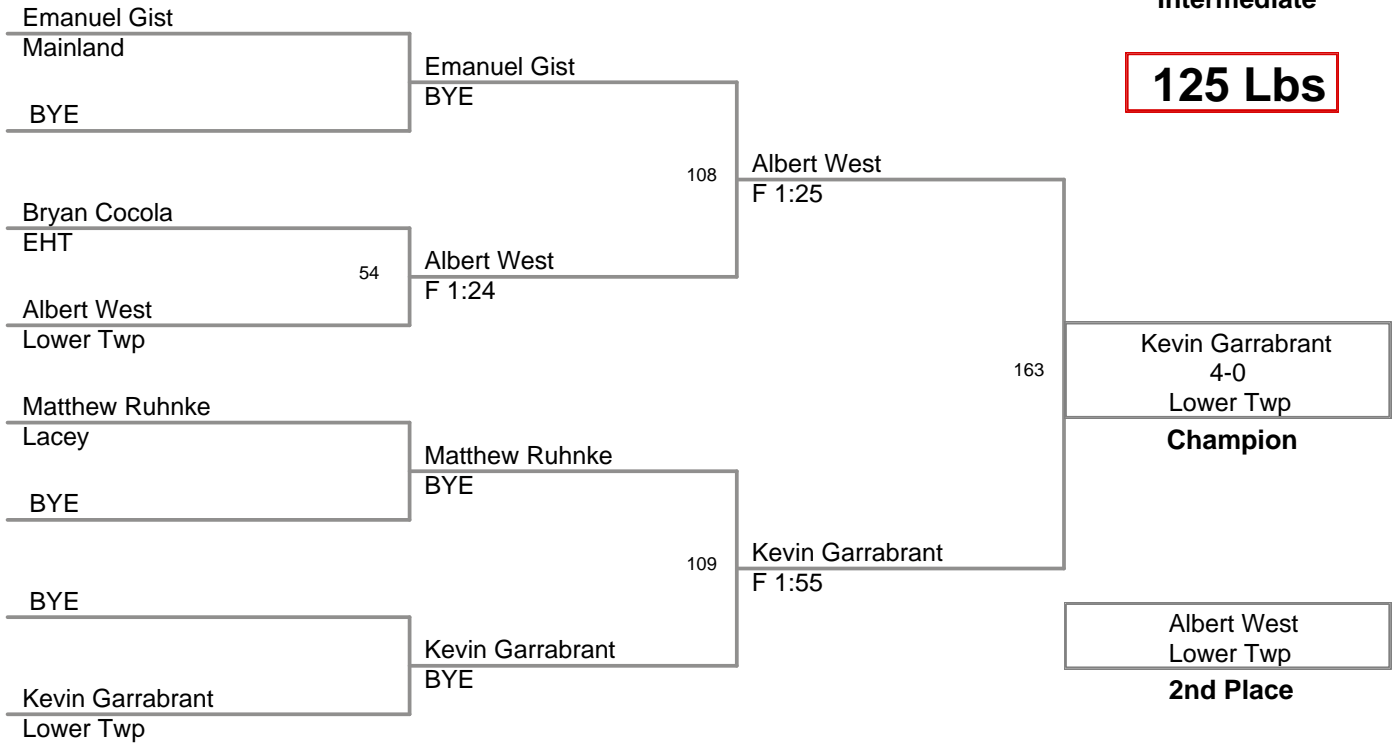 Intermediate
125 Lbs
Emanuel Gist
Mainland
BYE
Bryan Cocola
EHT
54
Albert West
Lower Twp
Matthew Ruhnke
Lacey
BYE
BYE
Kevin Garrabrant
Lower Twp
Emanuel Gist
BYE
108
Albert West
F 1:24
Matthew Ruhnke
BYE
109
Kevin Garrabrant
BYE
Albert West
F 1:25
163
Kevin Garrabrant
F 1:55
Kevin Garrabrant
4-0
Lower Twp
Champion
Albert West
Lower Twp
2nd Place